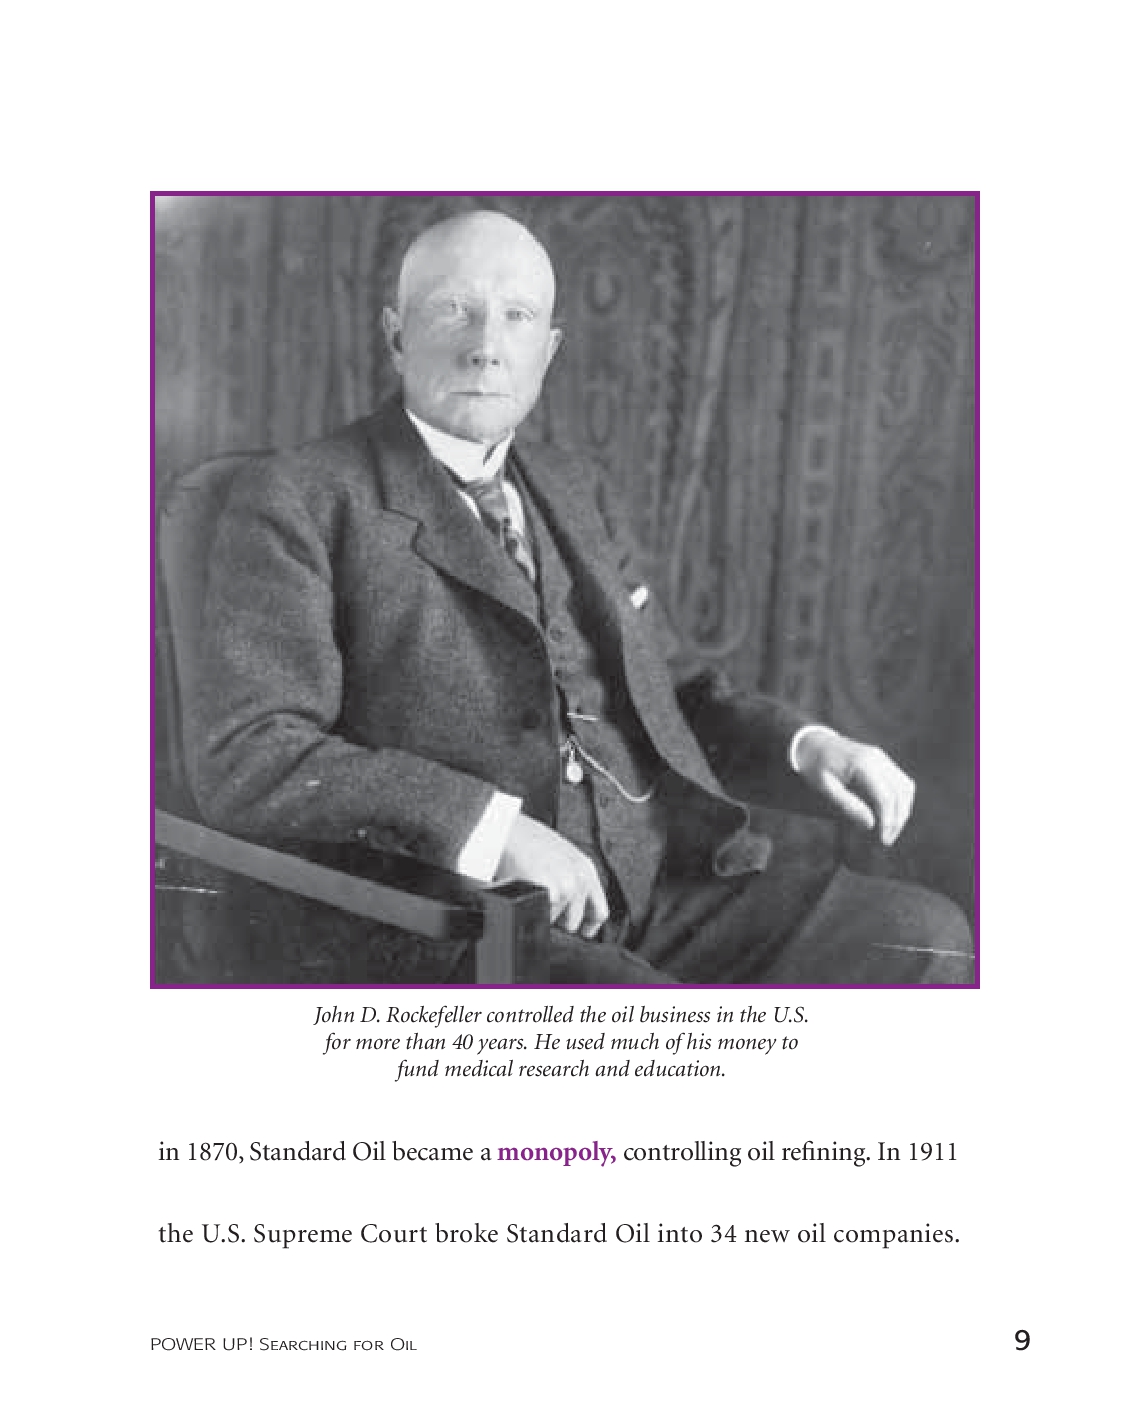 John D. Rockefeller controlled the oil business in the U.S.
for more than 40 years. He used much of his money to
fund medical research and education.
in 1870, Standard Oil became a monopoly, controlling oil refining. In 1911
the U.S. Supreme Court broke Standard Oil into 34 new oil companies.
POWER UP! Searching for Oil 9